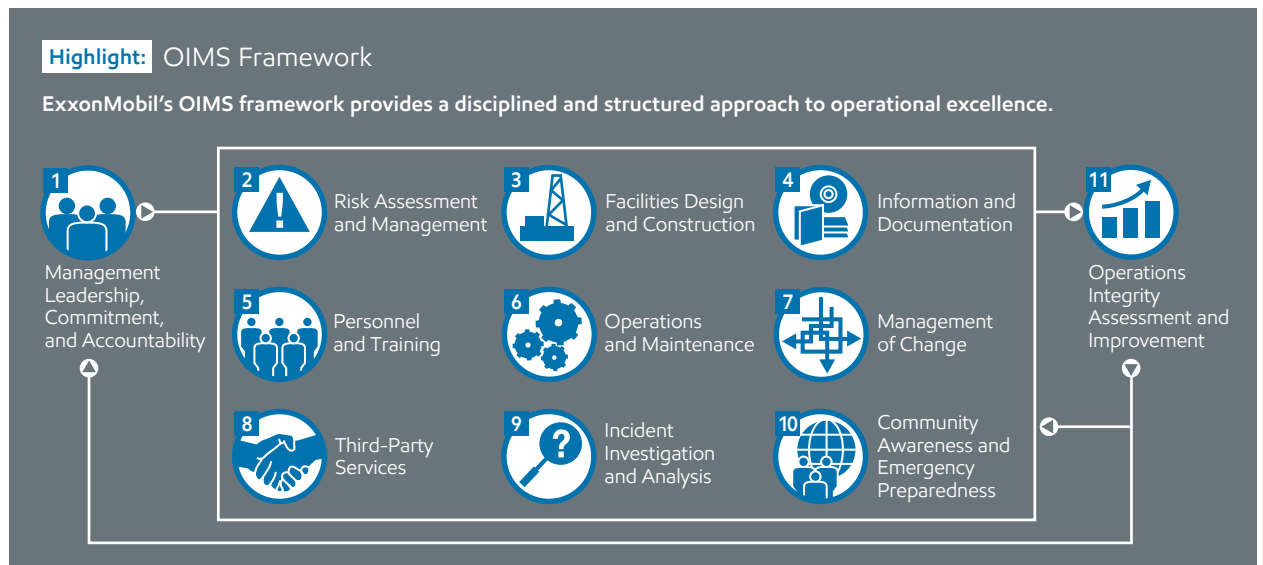 Highlight: OIMS Framework
ExxonMobil's OIMS framework provides a disciplined and structured approach to operational excellence.
1
Management
Leadership,
Commitment,
and Accountability
2
Risk Assessment
and Management
3
Facilities Design
and Construction
4
Information and
Documentation
5
Personnel
and Training
6
Operations
and Maintenance
7
Management
of Change
8
Third-Party
Services
9
Incident
Investigation
and Analysis
?
10
Community
Awareness and
Emergency
Preparedness
11
Operations
Integrity
Assessment and
Improvement